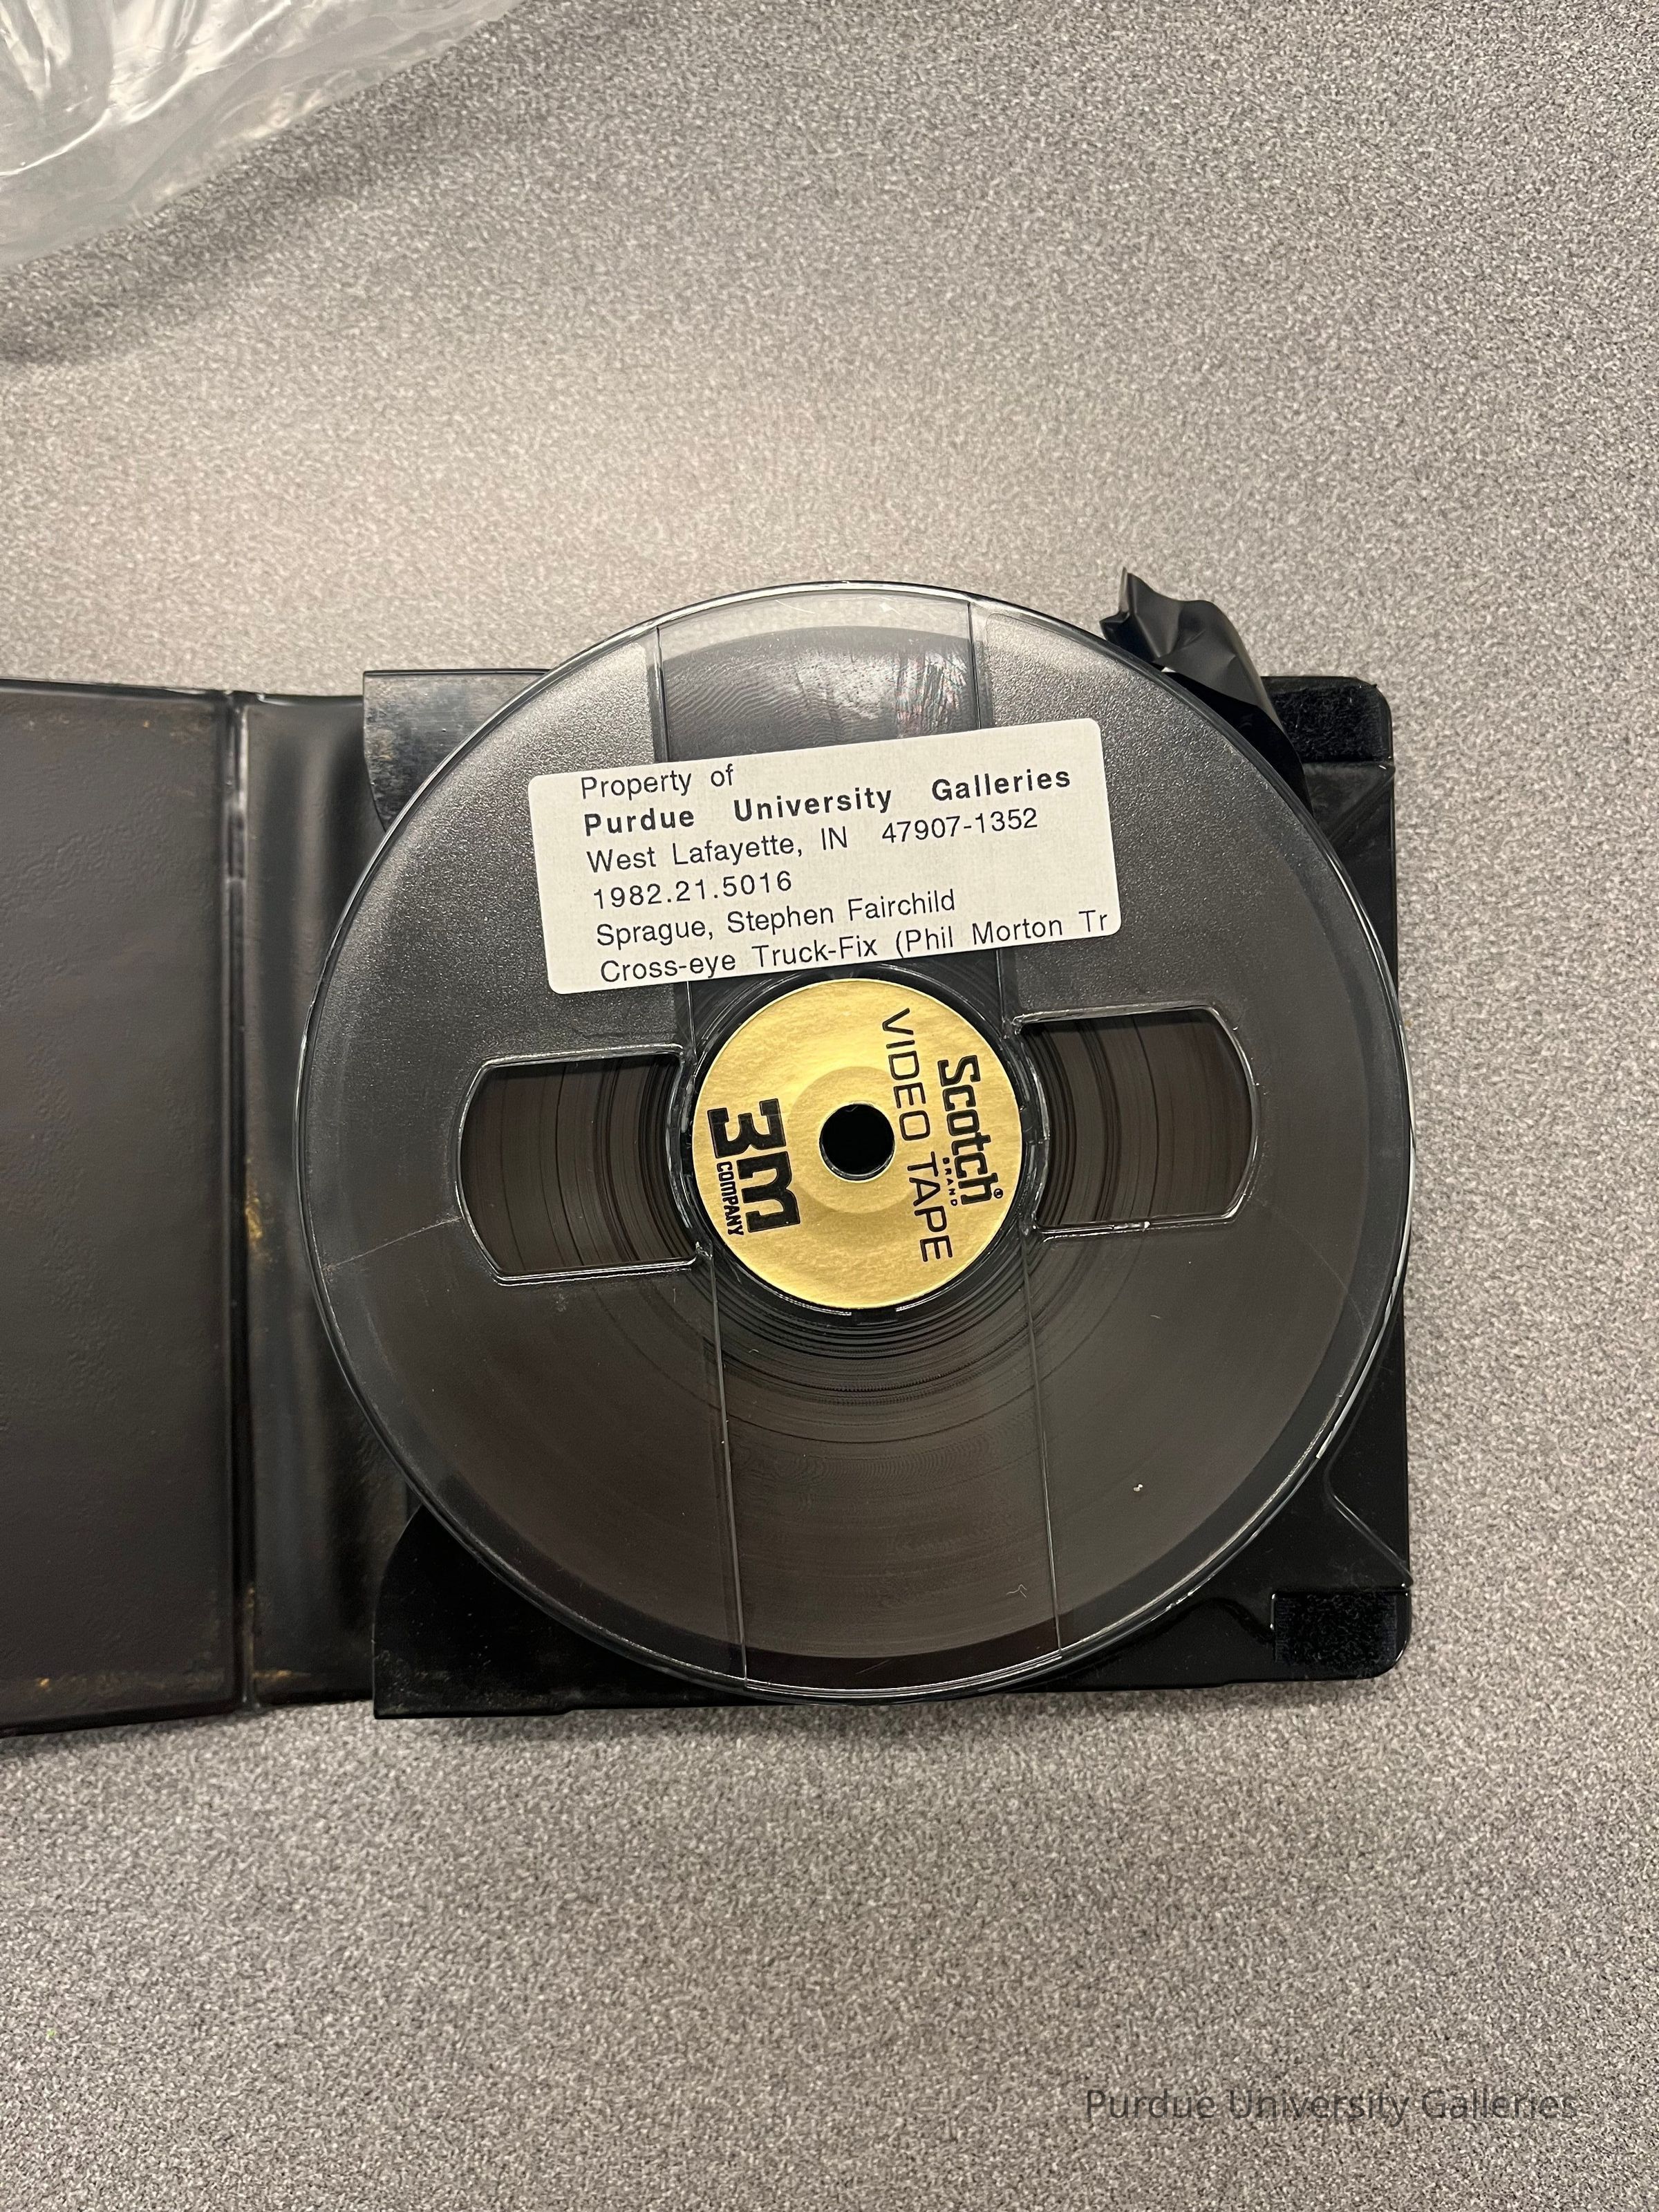 Property of
Purdue University Galleries
West Lafayette, IN 47907-1352
1982.21.5016
Sprague, Stephen Fairchild
Cross-eye Truck-Fix (Phil Morton Tr
Scotch®
BRAND
VIDEO TAPE
3M
COMPANY
Purdue University Galleries